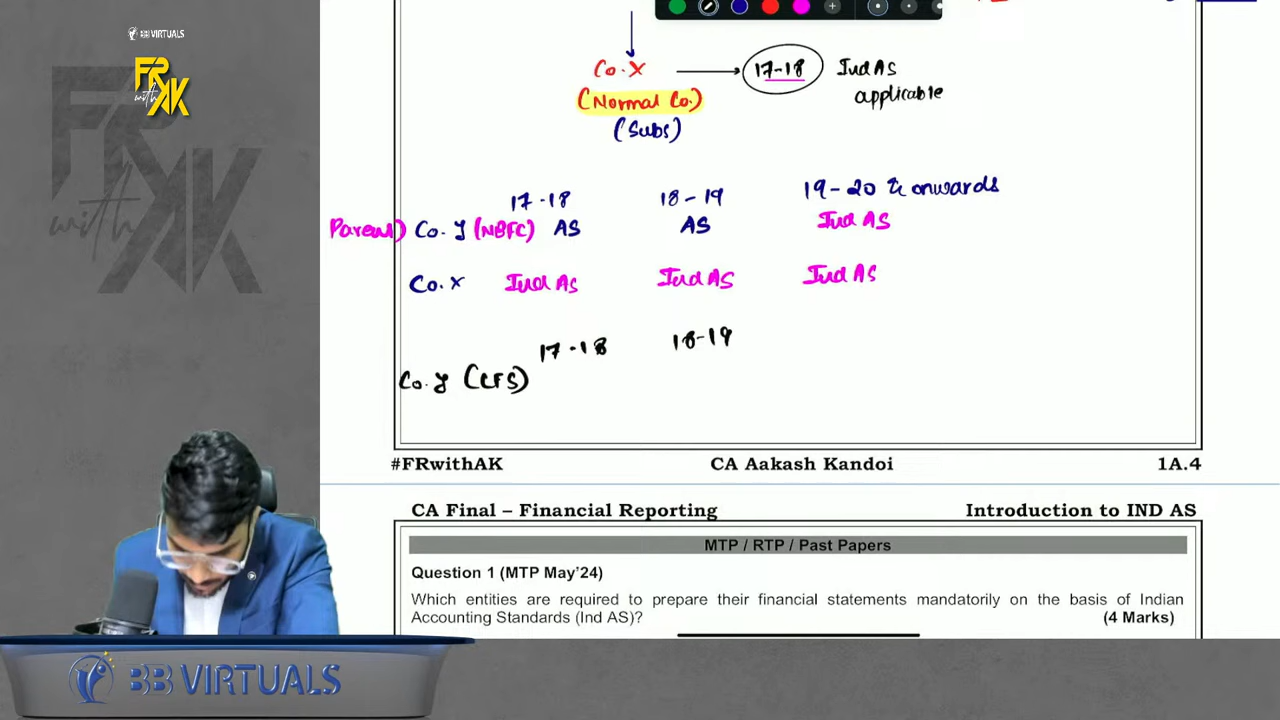 BB VIRTUALS
FR
with
AK
FR
with
AK
Co. X
17-18
Ind AS
applicable
(Normal Co.)
(Subs)
17-18 18-19 19-20 & onwards
Parent) Co. Y (NBFC) AS AS Ind AS
Co. X Ind AS Ind AS Ind AS
17-18 18-19
Co. Y (CFS)
#FRwithAK CA Aakash Kandoi 1A.4
CA Final – Financial Reporting Introduction to IND AS
MTP / RTP / Past Papers
Question 1 (MTP May’24)
Which entities are required to prepare their financial statements mandatorily on the basis of Indian
Accounting Standards (Ind AS)? (4 Marks)
BB VIRTUALS